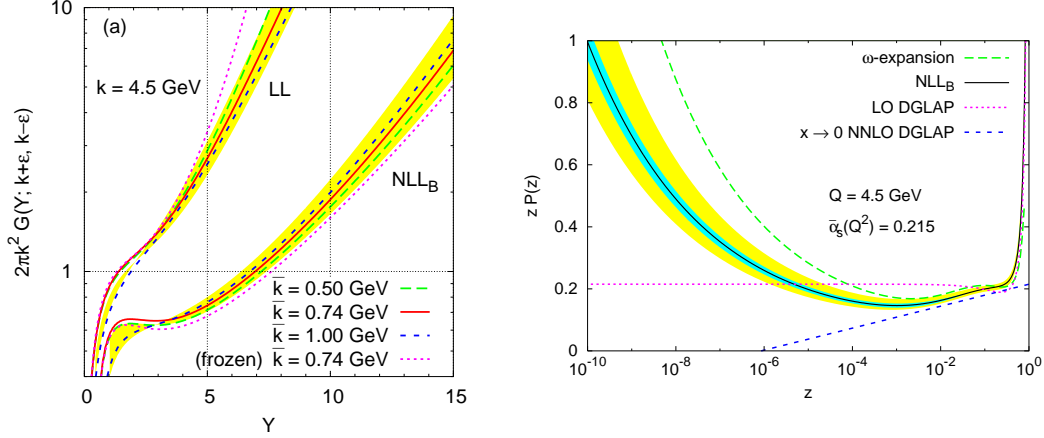 (a)
10
1
2πk² G(Y, k+ε, k−ε)
k = 4.5 GeV
LL
NLL_B
k̄ = 0.50 GeV
k̄ = 0.74 GeV
k̄ = 1.00 GeV
(frozen) k̄ = 0.74 GeV
0 5 10 15
Y
1
0.8
0.6
0.4
0.2
0
z P(z)
ω-expansion
NLL_B
LO DGLAP
x → 0 NNLO DGLAP
Q = 4.5 GeV
ᾱ_s(Q²) = 0.215
10⁻¹⁰ 10⁻⁸ 10⁻⁶ 10⁻⁴ 10⁻² 10⁰
z